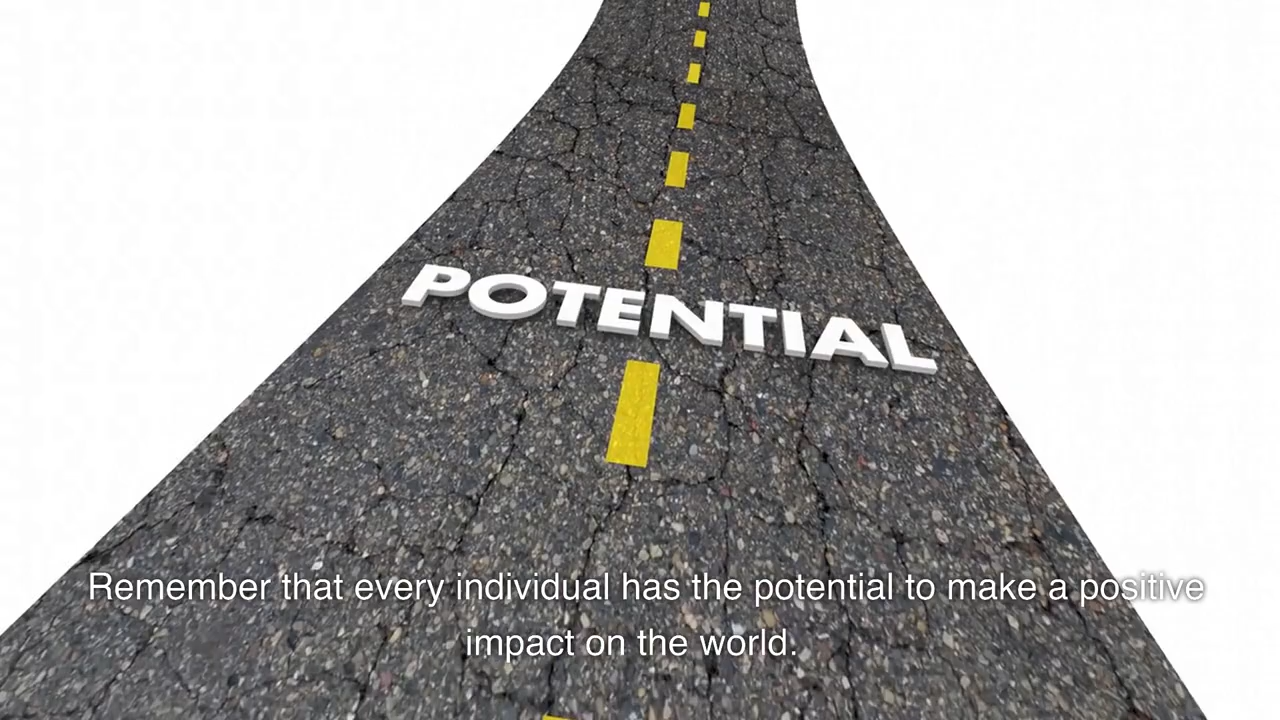 POTENTIAL
Remember that every individual has the potential to make a positive
impact on the world.